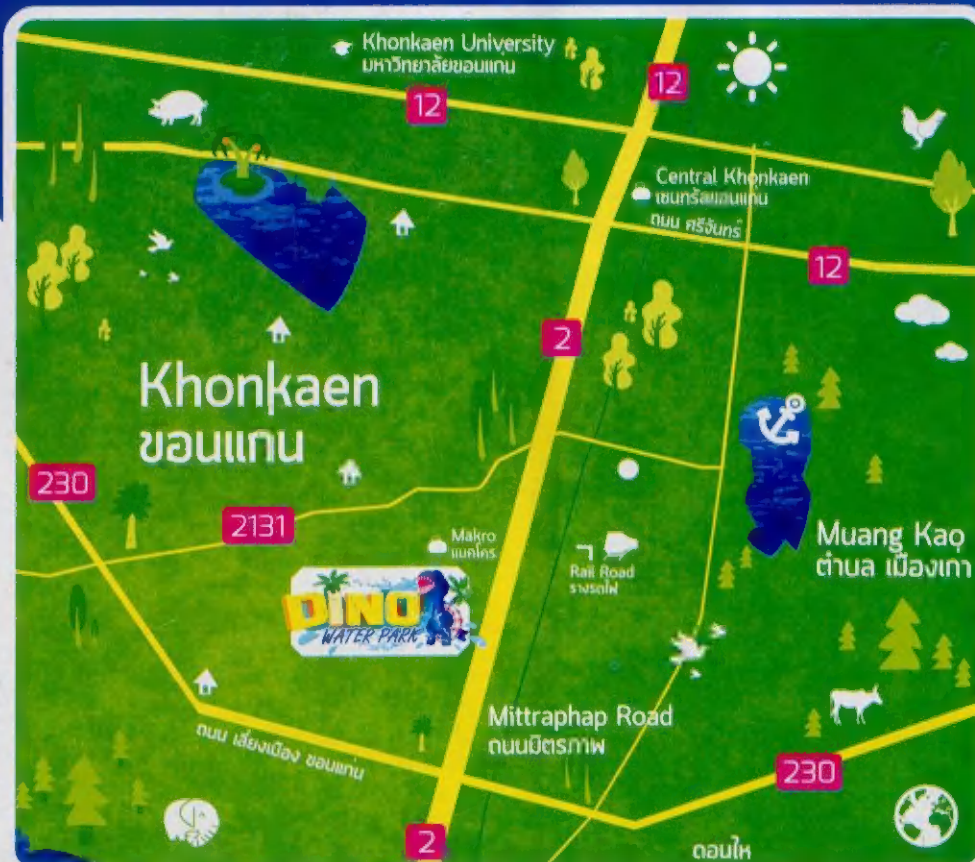 Khonkaen University
มหาวิทยาลัยขอนแกน
12
12
Central Khonkaen
เซนทรัลขอนแกน
ถนน ศรีจันทร์
12
2
Khonkaen
ขอนแกน
230
2131
Makro
แมคโคร
Rail Road
รางรถไฟ
Muang Kao
ตำบล เมืองเกา
DINO
WATER PARK
Mittraphap Road
ถนนมิตรภาพ
ถนน เลี่ยงเมือง ขอนแกน
230
2
ดอนให